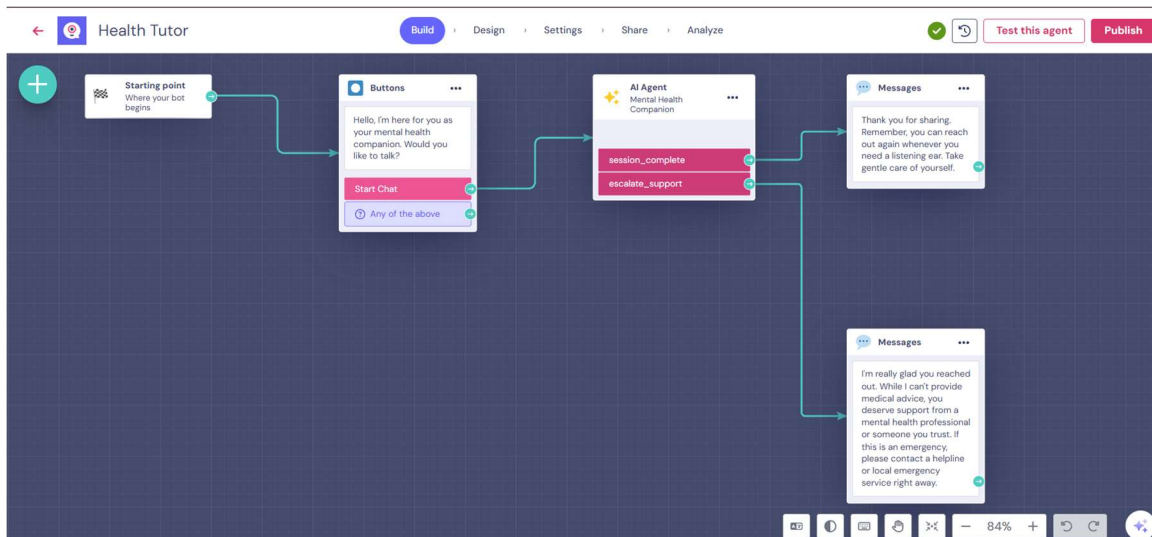 Health Tutor
Build
Design
Settings
Share
Analyze
Test this agent
Publish
Starting point
Where your bot
begins
Buttons
Hello, I'm here for you as
your mental health
companion. Would you
like to talk?
Start Chat
Any of the above
AI Agent
Mental Health
Companion
session_complete
escalate_support
Messages
Thank you for sharing.
Remember, you can reach
out again whenever you
need a listening ear. Take
gentle care of yourself.
Messages
I'm really glad you reached
out. While I can't provide
medical advice, you
deserve support from a
mental health professional
or someone you trust. If
this is an emergency,
please contact a helpline
or local emergency
service right away.
84%